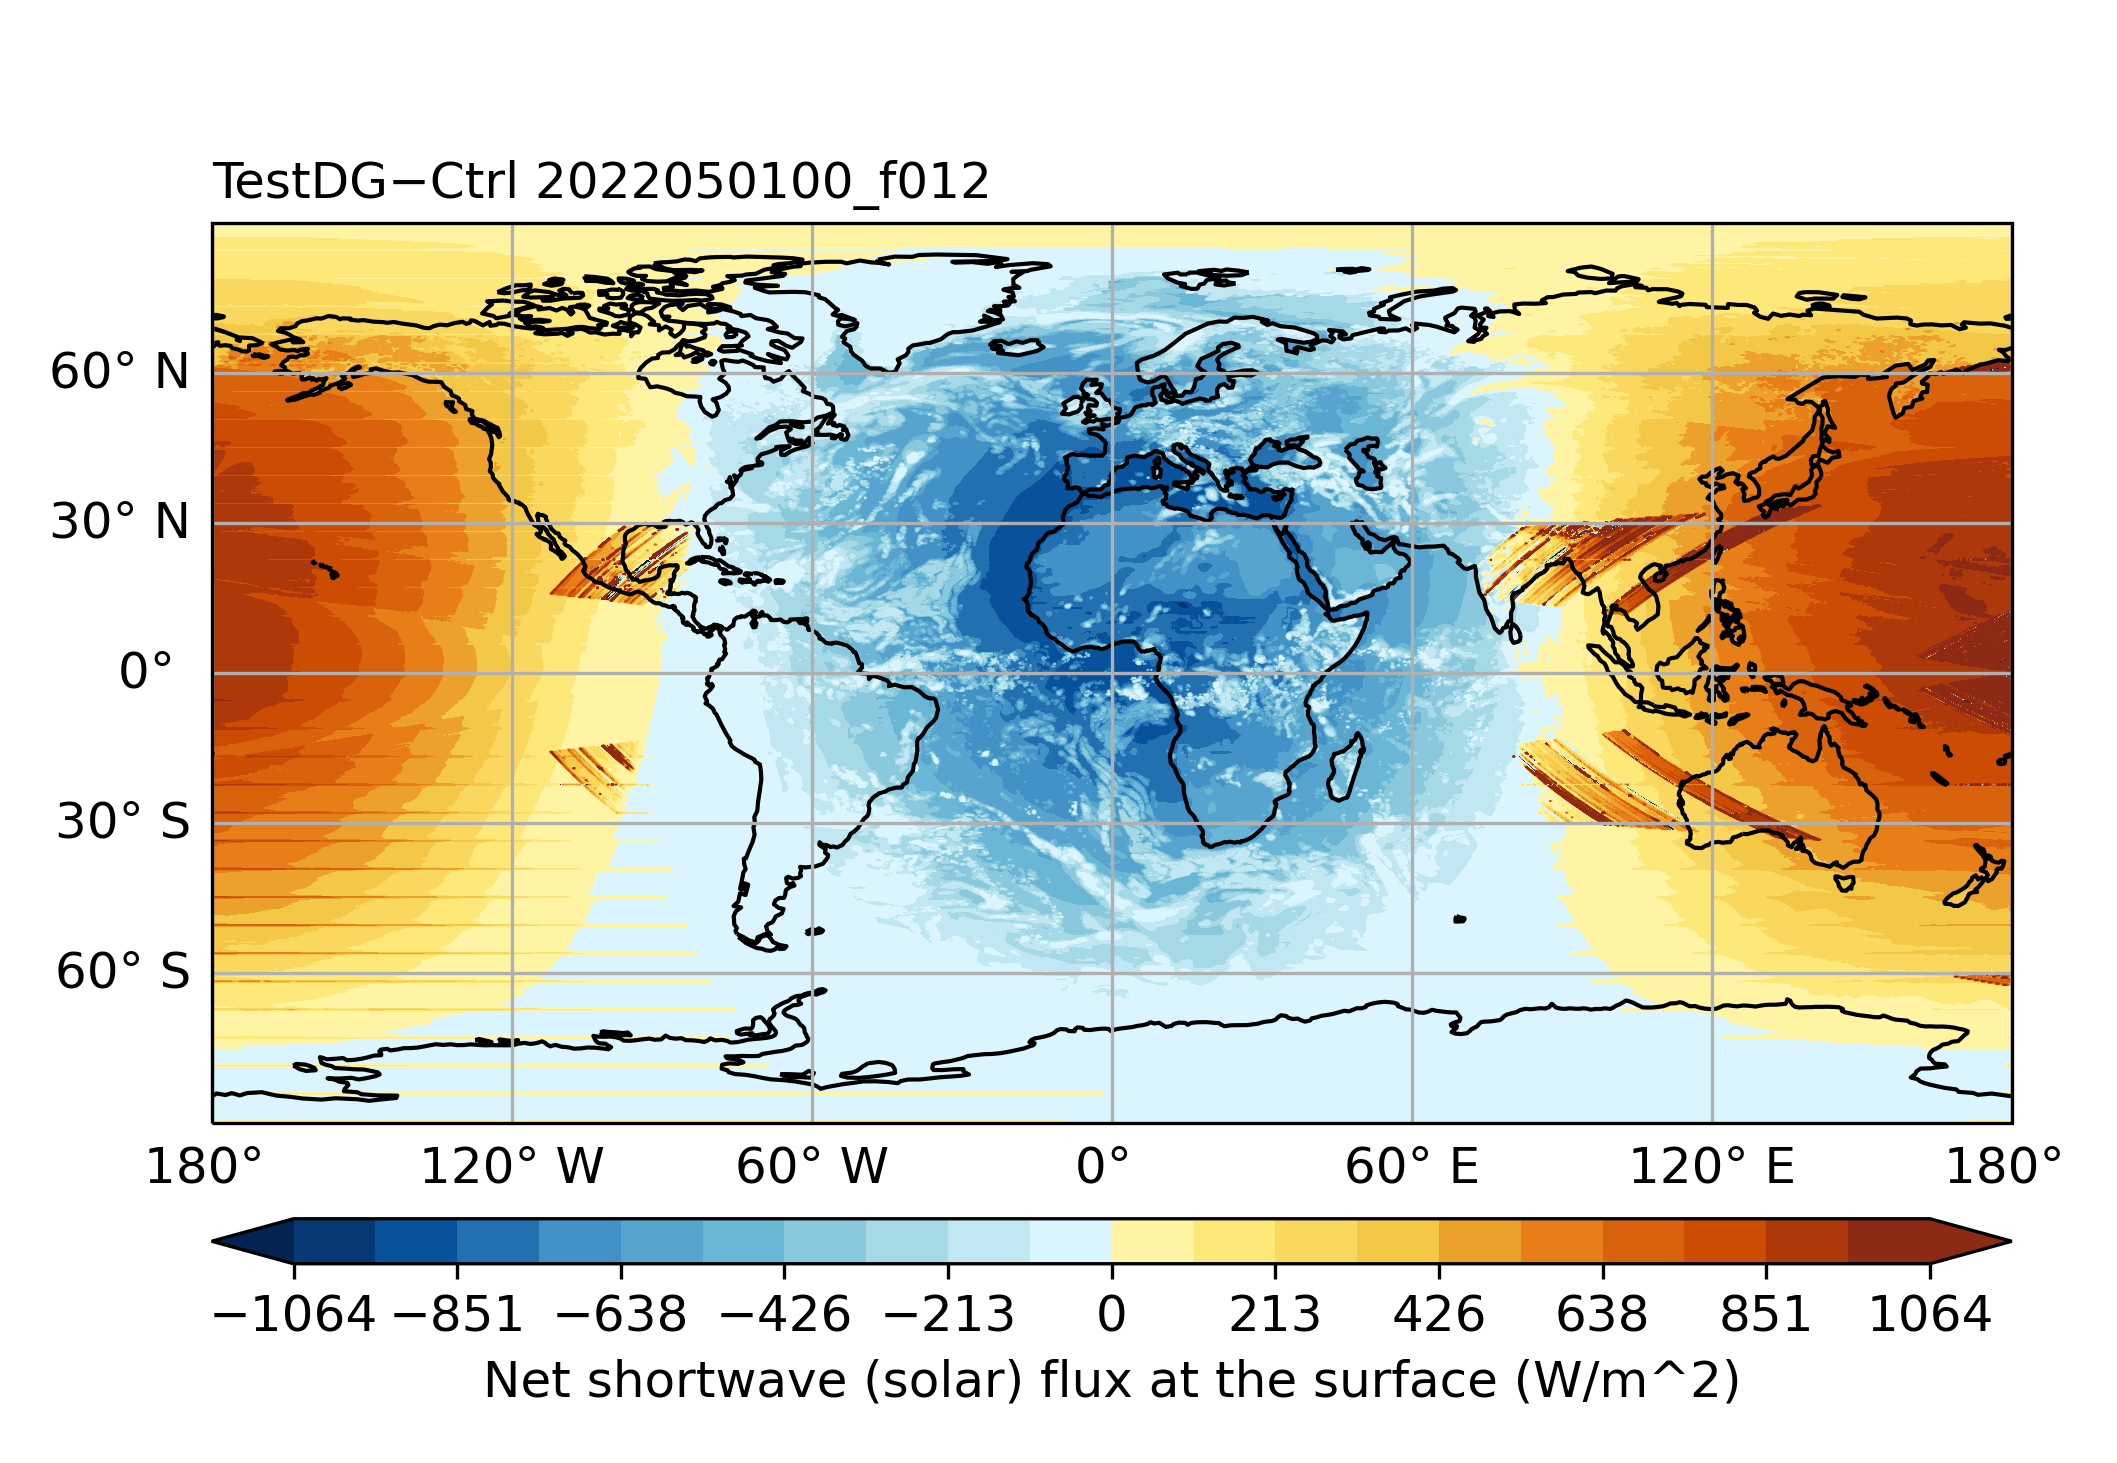 TestDG−Ctrl 2022050100_f012
60° N
30° N
0°
30° S
60° S
180° 120° W 60° W 0° 60° E 120° E 180°
−1064 −851 −638 −426 −213 0 213 426 638 851 1064
Net shortwave (solar) flux at the surface (W/m^2)